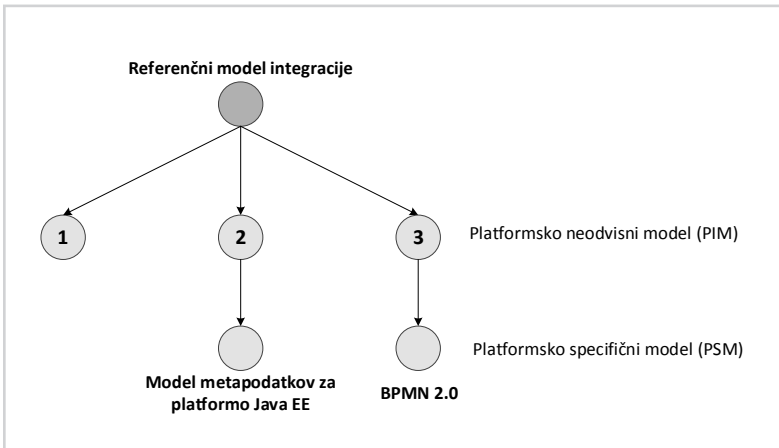 Referenčni model integracije
1
2
3
Platformsko neodvisni model (PIM)
Platformsko specifični model (PSM)
Model metapodatkov za
platformo Java EE
BPMN 2.0